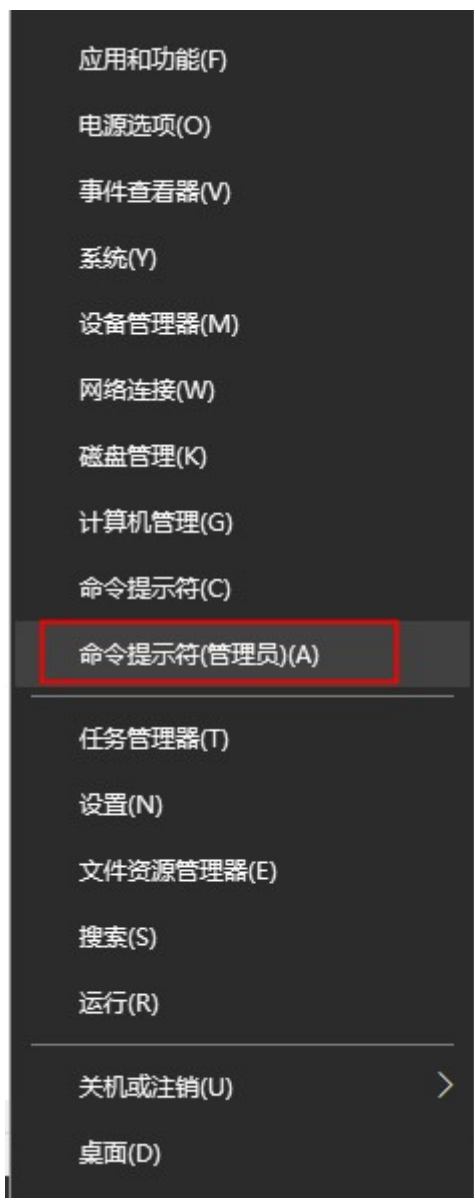 应用和功能(F)
电源选项(O)
事件查看器(V)
系统(Y)
设备管理器(M)
网络连接(W)
磁盘管理(K)
计算机管理(G)
命令提示符(C)
命令提示符(管理员)(A)
任务管理器(T)
设置(N)
文件资源管理器(E)
搜索(S)
运行(R)
关机或注销(U)
桌面(D)